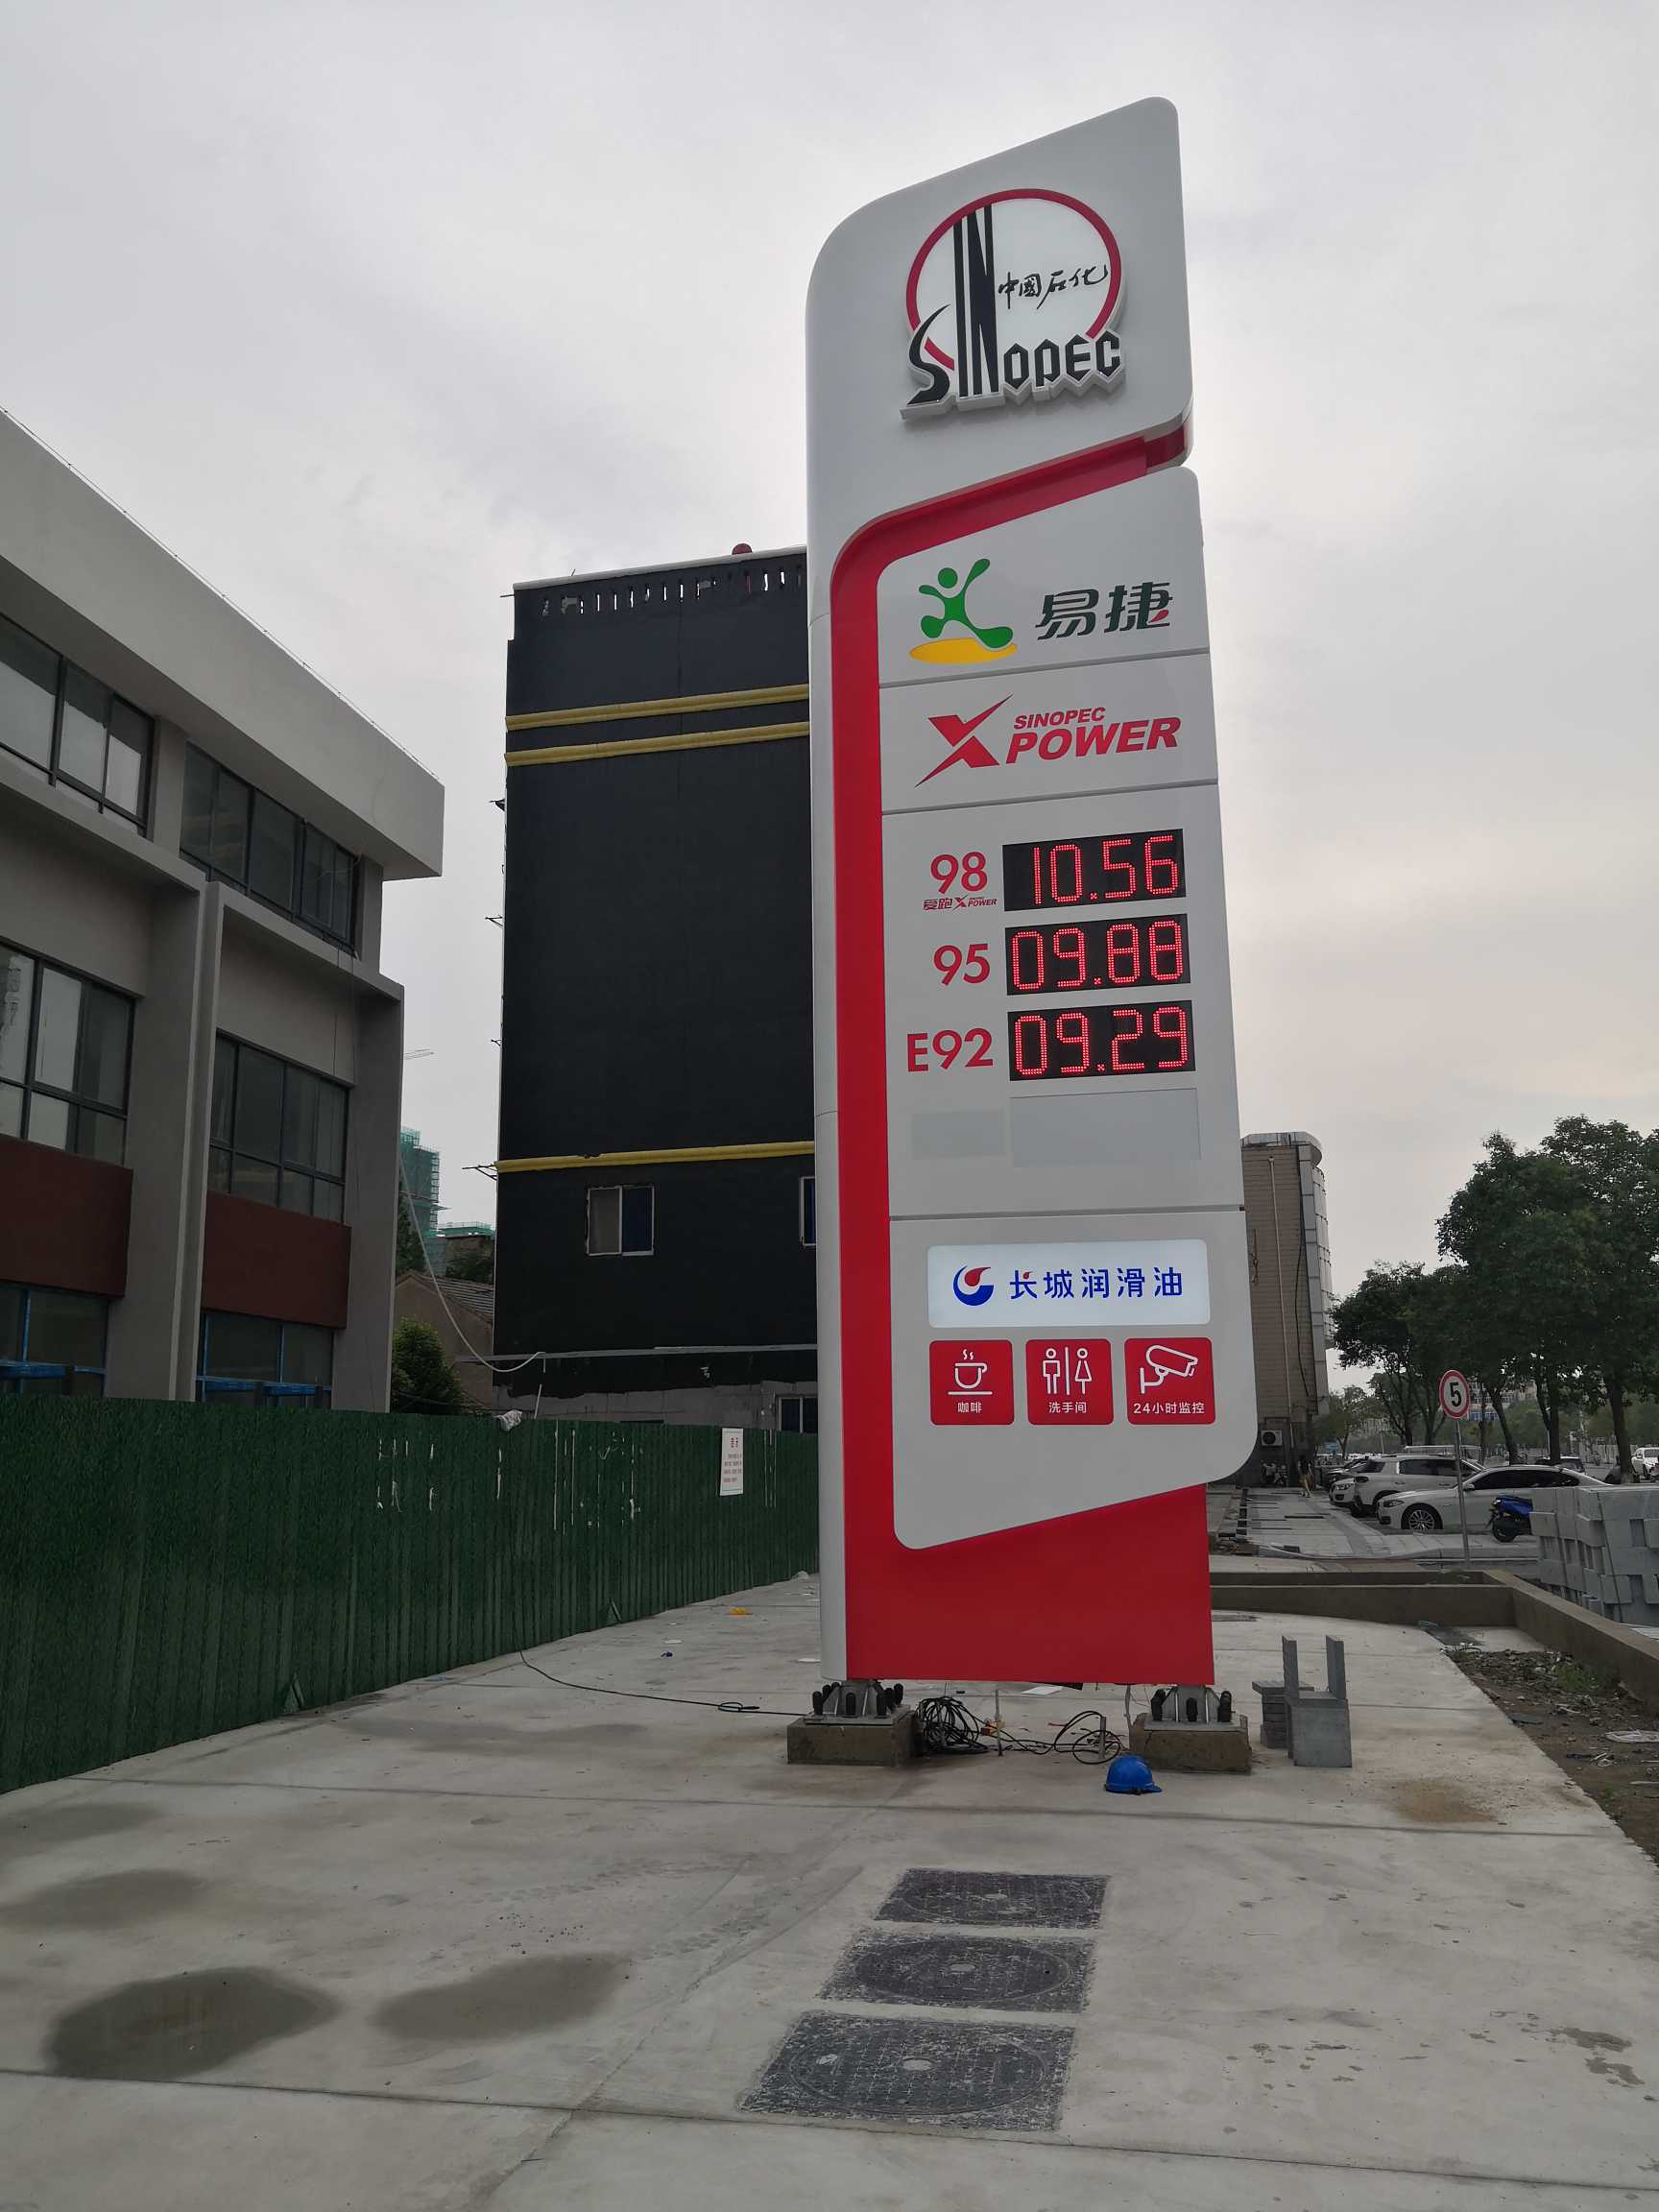 中国石化
SINOPEC
易捷
SINOPEC
X POWER
98 10.56
爱跑 X POWER
95 09.88
E92 09.29
长城润滑油
咖啡 洗手间 24小时监控
5